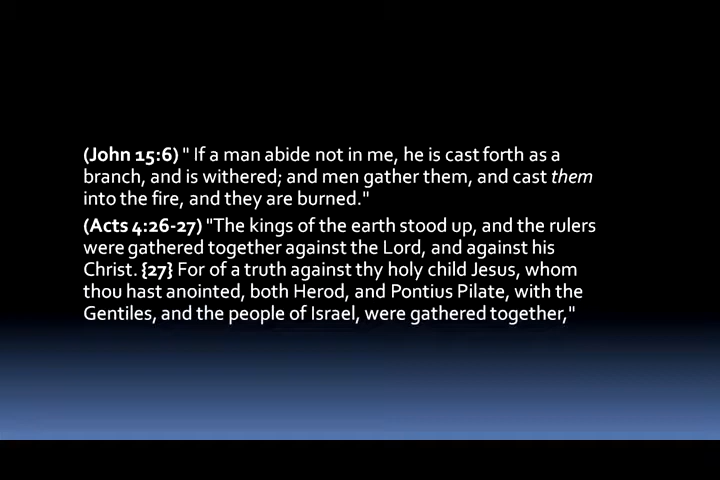 (John 15:6) " If a man abide not in me, he is cast forth as a
branch, and is withered; and men gather them, and cast them
into the fire, and they are burned."
(Acts 4:26-27) "The kings of the earth stood up, and the rulers
were gathered together against the Lord, and against his
Christ. {27} For of a truth against thy holy child Jesus, whom
thou hast anointed, both Herod, and Pontius Pilate, with the
Gentiles, and the people of Israel, were gathered together,"